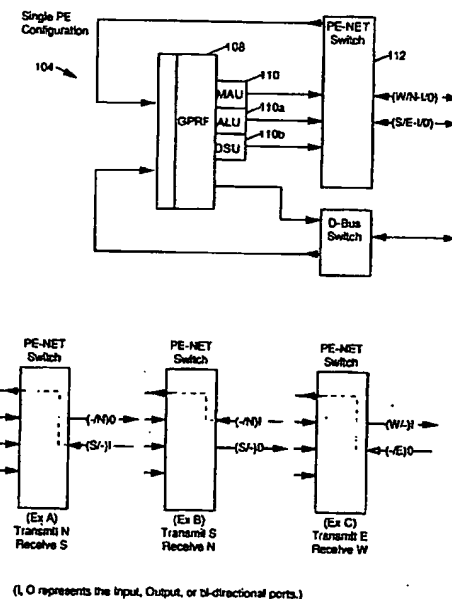 Single PE
Configuration
104
108
PE-NET
Switch
112
110
MAU
GPRF
110a
ALU
110b
DSU
(W/N-I/O)
(S/E-I/O)
D-Bus
Switch
PE-NET
Switch
PE-NET
Switch
PE-NET
Switch
(-/N)O
(S/-)I
(-/N)I
(S/-)O
(W/-)I
(-/E)O
(Ex A)
Transmit N
Receive S
(Ex B)
Transmit S
Receive N
(Ex C)
Transmit E
Receive W
(I, O represents the Input, Output, or bi-directional ports.)